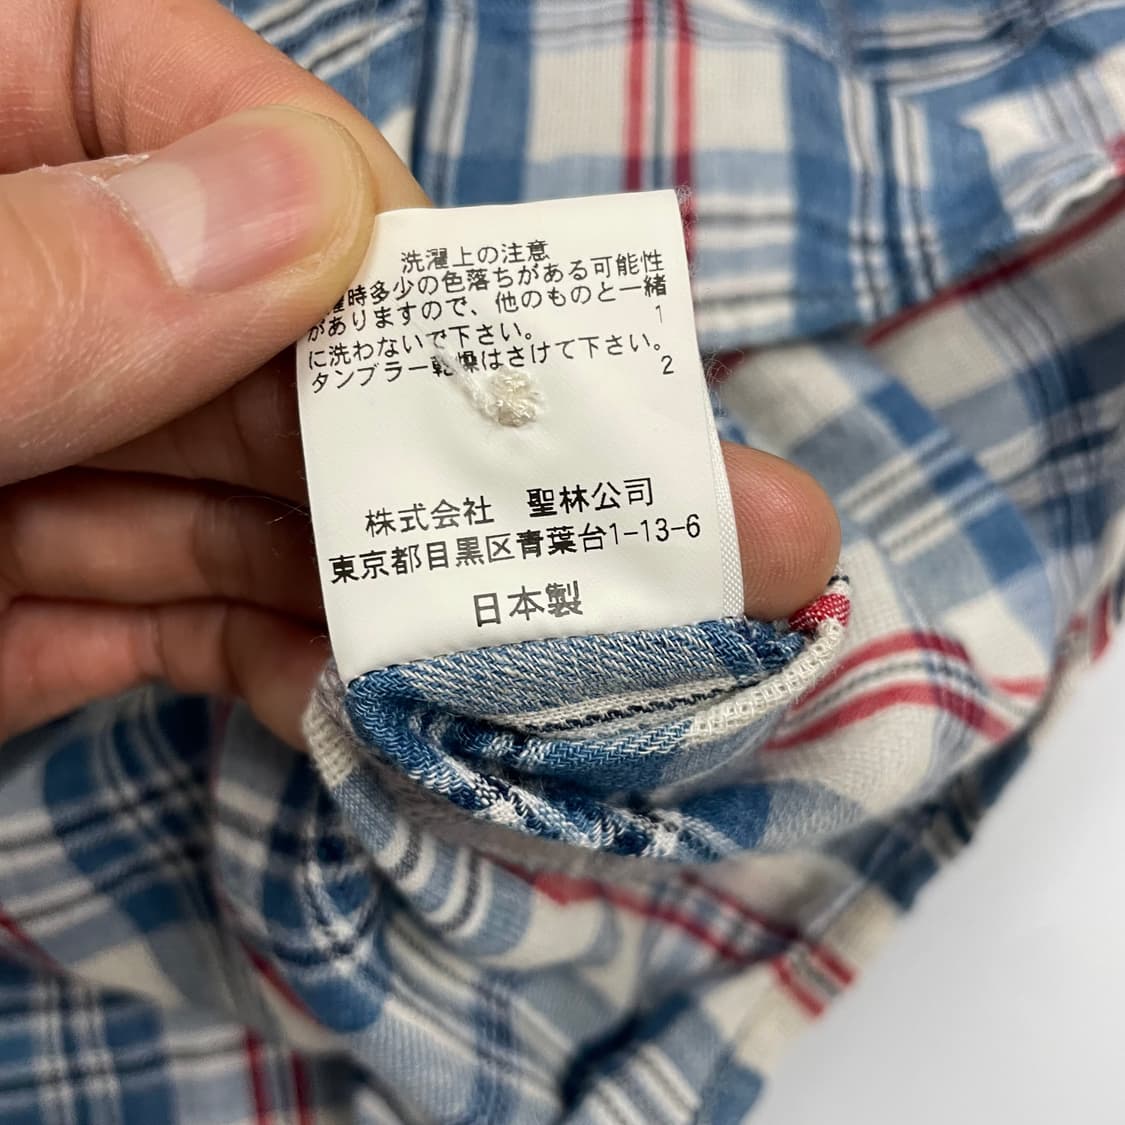 洗濯上の注意
濯時多少の色落ちがある可能性
がありますので、他のものと一緒
に洗わないで下さい。 1
タンブラー乾燥はさけて下さい。 2
株式会社 聖林公司
東京都目黒区青葉台1-13-6
日本製